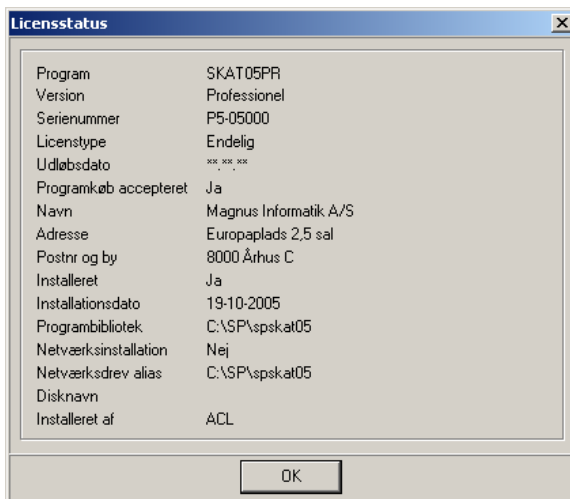 Licensstatus
Program SKAT05PR
Version Professionel
Serienummer P5-05000
Licenstype Endelig
Udløbsdato **.**.**
Programkøb accepteret Ja
Navn Magnus Informatik A/S
Adresse Europaplads 2,5 sal
Postnr og by 8000 Århus C
Installeret Ja
Installationsdato 19-10-2005
Programbibliotek C:\SP\spskat05
Netværksinstallation Nej
Netværksdrev alias C:\SP\spskat05
Disknavn
Installeret af ACL
OK